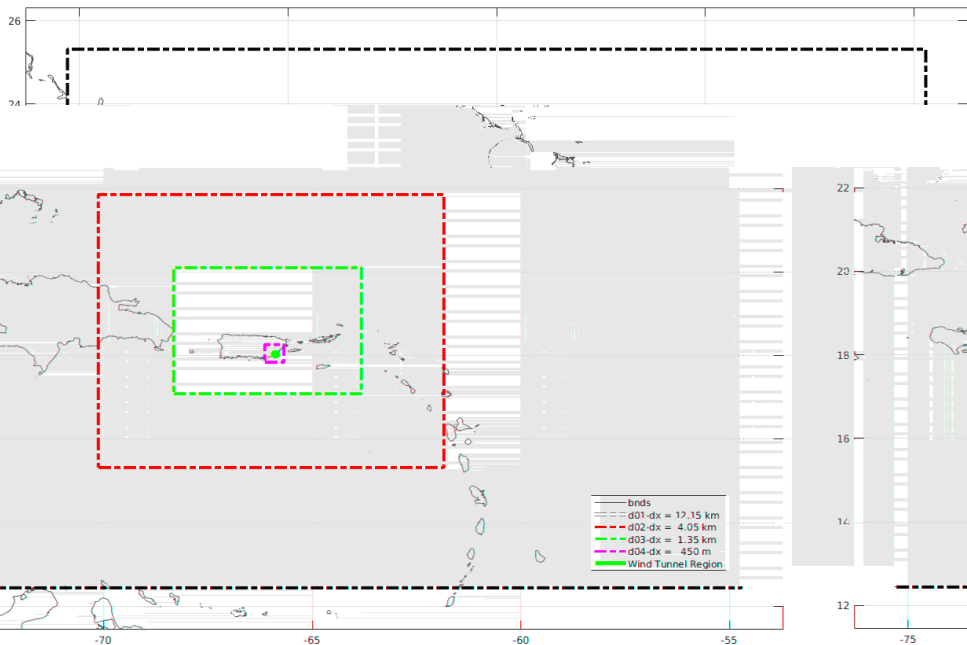 26
24
22
20
18
16
14
12
bnds
d01-dx = 12.15 km
d02-dx = 4.05 km
d03-dx = 1.35 km
d04-dx = 450 m
Wind Tunnel Region
-70
-65
-60
-55
-75